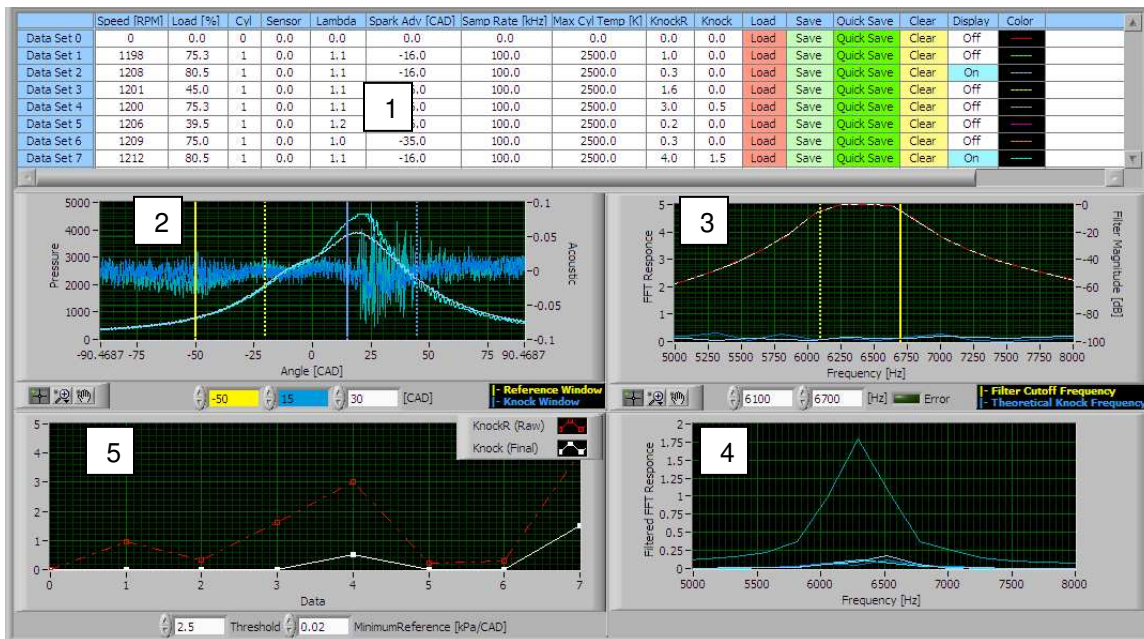 Speed [RPM] Load [%] Cyl Sensor Lambda Spark Adv [CAD] Samp Rate [kHz] Max Cyl Temp [K] KnockR Knock Load Save Quick Save Clear Display Color
Data Set 0 0 0.0 0 0.0 0.0 0.0 0.0 0.0 0.0 0.0 Load Save Quick Save Clear Off
Data Set 1 1198 75.3 1 0.0 1.1 -16.0 100.0 2500.0 1.0 0.0 Load Save Quick Save Clear Off
Data Set 2 1208 80.5 1 0.0 1.1 -16.0 100.0 2500.0 0.3 0.0 Load Save Quick Save Clear On
Data Set 3 1201 45.0 1 0.0 1.1 100.0 2500.0 1.6 0.0 Load Save Quick Save Clear Off
Data Set 4 1200 75.3 1 0.0 1.1 100.0 2500.0 3.0 0.5 Load Save Quick Save Clear Off
Data Set 5 1206 39.5 1 0.0 1.2 100.0 2500.0 0.2 0.0 Load Save Quick Save Clear Off
Data Set 6 1209 75.0 1 0.0 1.0 -35.0 100.0 2500.0 0.3 0.0 Load Save Quick Save Clear Off
Data Set 7 1212 80.5 1 0.0 1.1 -16.0 100.0 2500.0 4.0 1.5 Load Save Quick Save Clear On
1
2
5000
4000
3000
2000
1000
0
Pressure
-0.1
-0.05
-0
--0.05
--0.1
Acoustic
-90.4687 -75 -50 -25 0 25 50 75 90.4687
Angle [CAD]
-50 15 30 [CAD]
|- Reference Window
|- Knock Window
3
5
4
3
2
1
0
FFT Responce
-0
--20
--40
--60
--80
--100
Filter Magnitude [dB]
5000 5250 5500 5750 6000 6250 6500 6750 7000 7250 7500 7750 8000
Frequency [Hz]
6100 6700 [Hz] Error
|- Filter Cutoff Frequency
|- Theoretical Knock Frequency
5
5
4
3
2
1
0
KnockR (Raw)
Knock (Final)
0 1 2 3 4 5 6 7
Data
2.5 Threshold 0.02 MinimumReference [kPa/CAD]
4
2
1.75
1.5
1.25
1
0.75
0.5
0.25
0
Filtered FFT Responce
5000 5500 6000 6500 7000 7500 8000
Frequency [Hz]